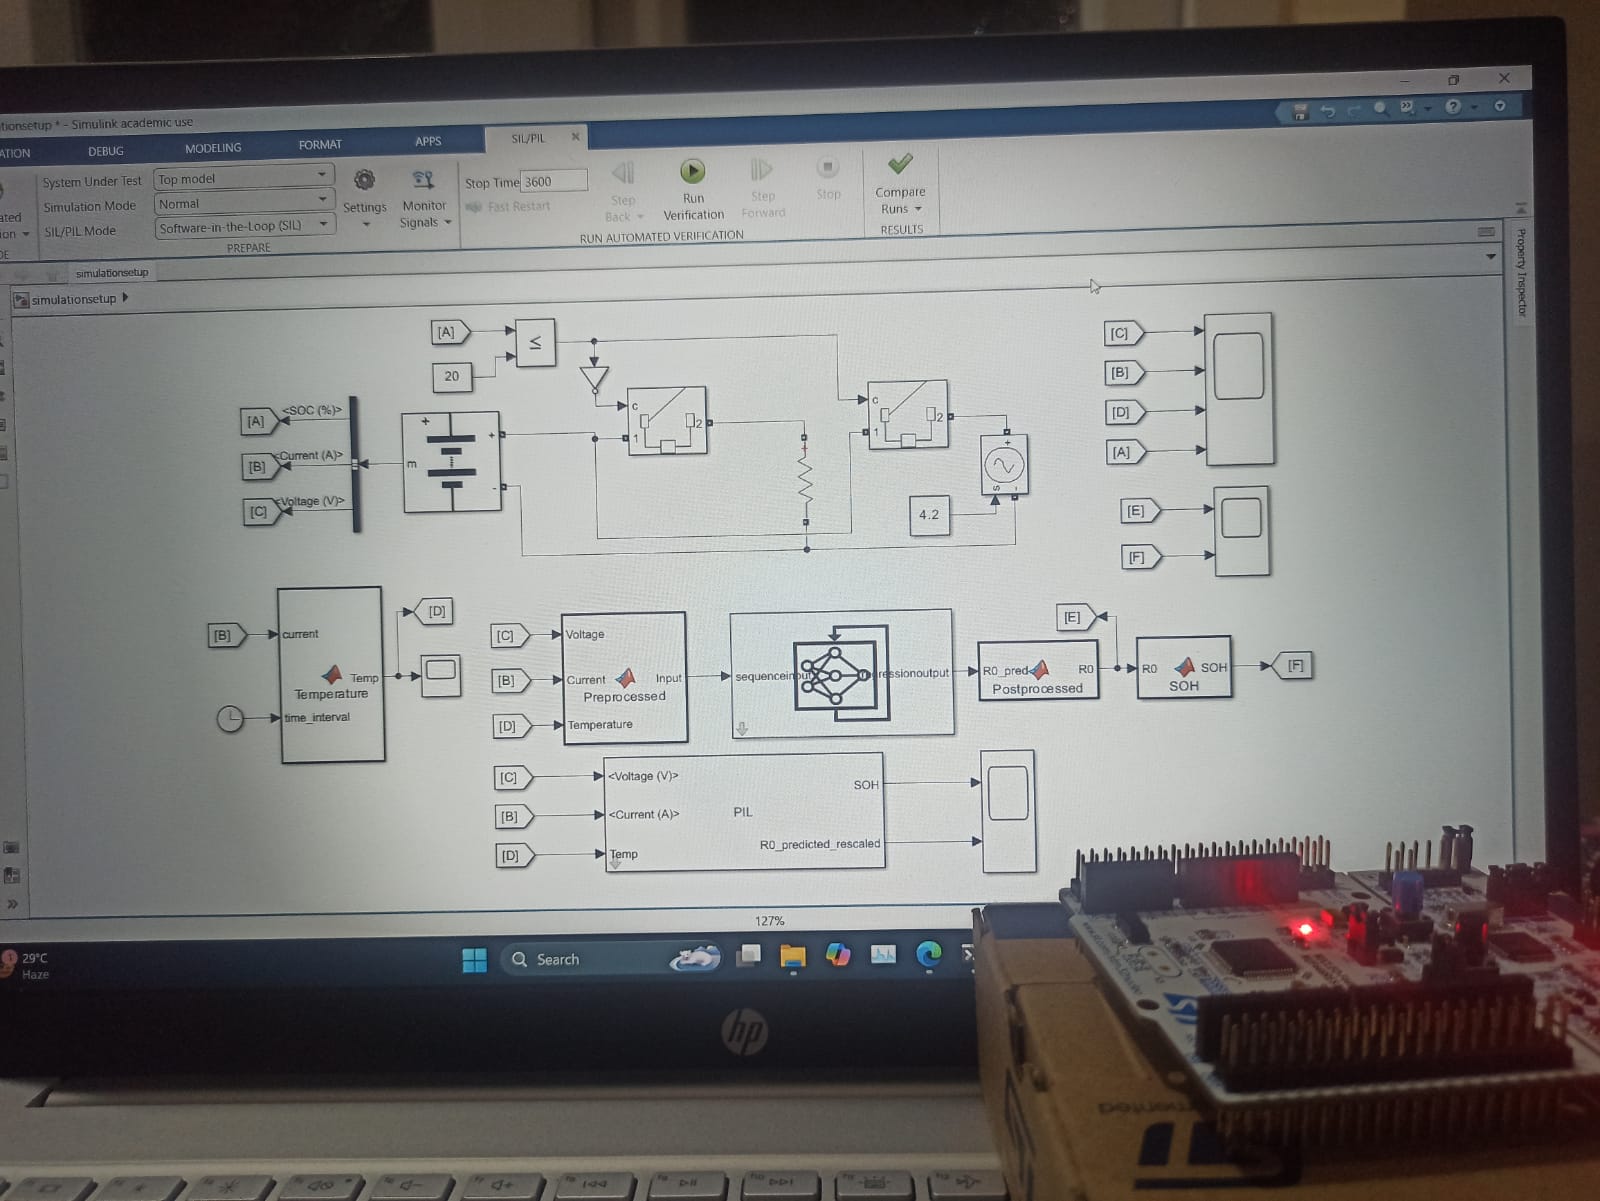 tionsetup * - Simulink academic use
ATION DEBUG MODELING FORMAT APPS SIL/PIL
System Under Test Top model
Simulation Mode Normal
SIL/PIL Mode Software-in-the-Loop (SIL)
PREPARE
Settings
Monitor
Signals
Stop Time 3600
Fast Restart
Step
Back
Run
Verification
Step
Forward
Stop
RUN AUTOMATED VERIFICATION
Compare
Runs
RESULTS
Property Inspector
simulationsetup
simulationsetup
[A]
≤
20
[A] <SOC (%)>
[B] <Current (A)>
[C] <Voltage (V)>
m
+
+
-
c
1
2
c
1
2
+
+
s
-
4.2
[C]
[B]
[D]
[A]
[E]
[F]
[B] current
Temp
Temperature
time_interval
[D]
[C] Voltage
[B] Current Input
Preprocessed
[D] Temperature
sequenceinput
ressionoutput
[E]
R0_pred R0
Postprocessed
R0 SOH
SOH
[F]
[C] <Voltage (V)> SOH
[B] <Current (A)> PIL
R0_predicted_rescaled
[D] Temp
127%
29°C
Haze
Search
hp